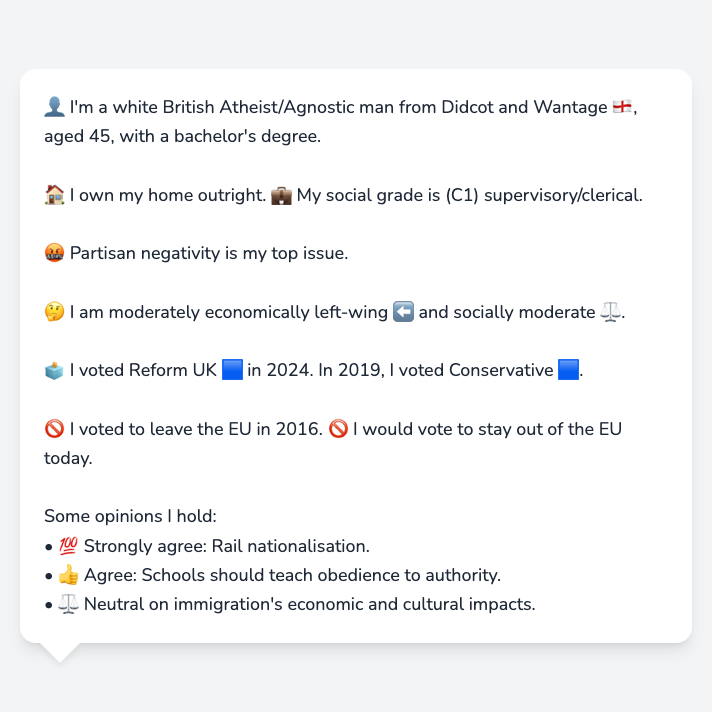 👤 I'm a white British Atheist/Agnostic man from Didcot and Wantage 🏴󠁧󠁢󠁥󠁮󠁧󠁿,
aged 45, with a bachelor's degree.
🏠 I own my home outright. 💼 My social grade is (C1) supervisory/clerical.
🤬 Partisan negativity is my top issue.
🤔 I am moderately economically left-wing ⬅️ and socially moderate ⚖️.
🗳️ I voted Reform UK 🟦 in 2024. In 2019, I voted Conservative 🟦.
🚫 I voted to leave the EU in 2016. 🚫 I would vote to stay out of the EU
today.
Some opinions I hold:
• 💯 Strongly agree: Rail nationalisation.
• 👍 Agree: Schools should teach obedience to authority.
• ⚖️ Neutral on immigration's economic and cultural impacts.